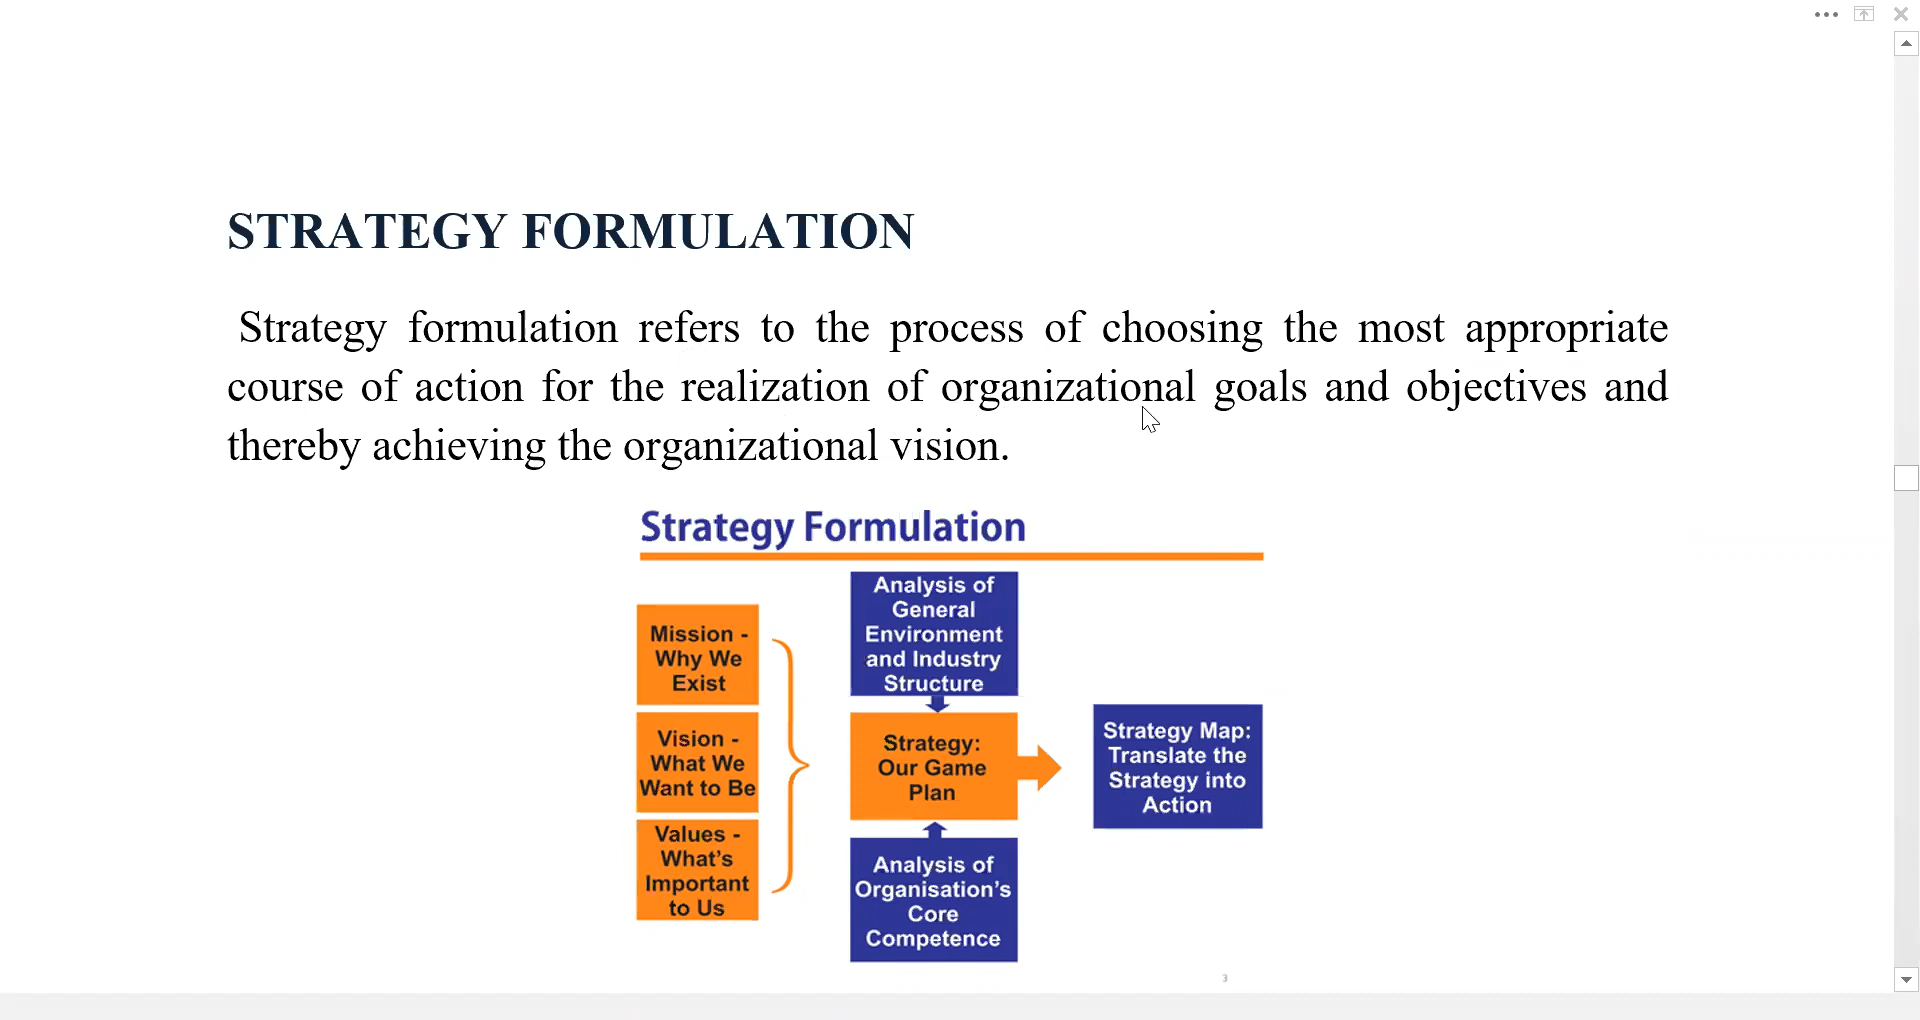 STRATEGY FORMULATION
Strategy formulation refers to the process of choosing the most appropriate
course of action for the realization of organizational goals and objectives and
thereby achieving the organizational vision.
Strategy Formulation
Mission -
Why We
Exist
Vision -
What We
Want to Be
Values -
What's
Important
to Us
Analysis of
General
Environment
and Industry
Structure
Strategy:
Our Game
Plan
Analysis of
Organisation's
Core
Competence
Strategy Map:
Translate the
Strategy into
Action
3